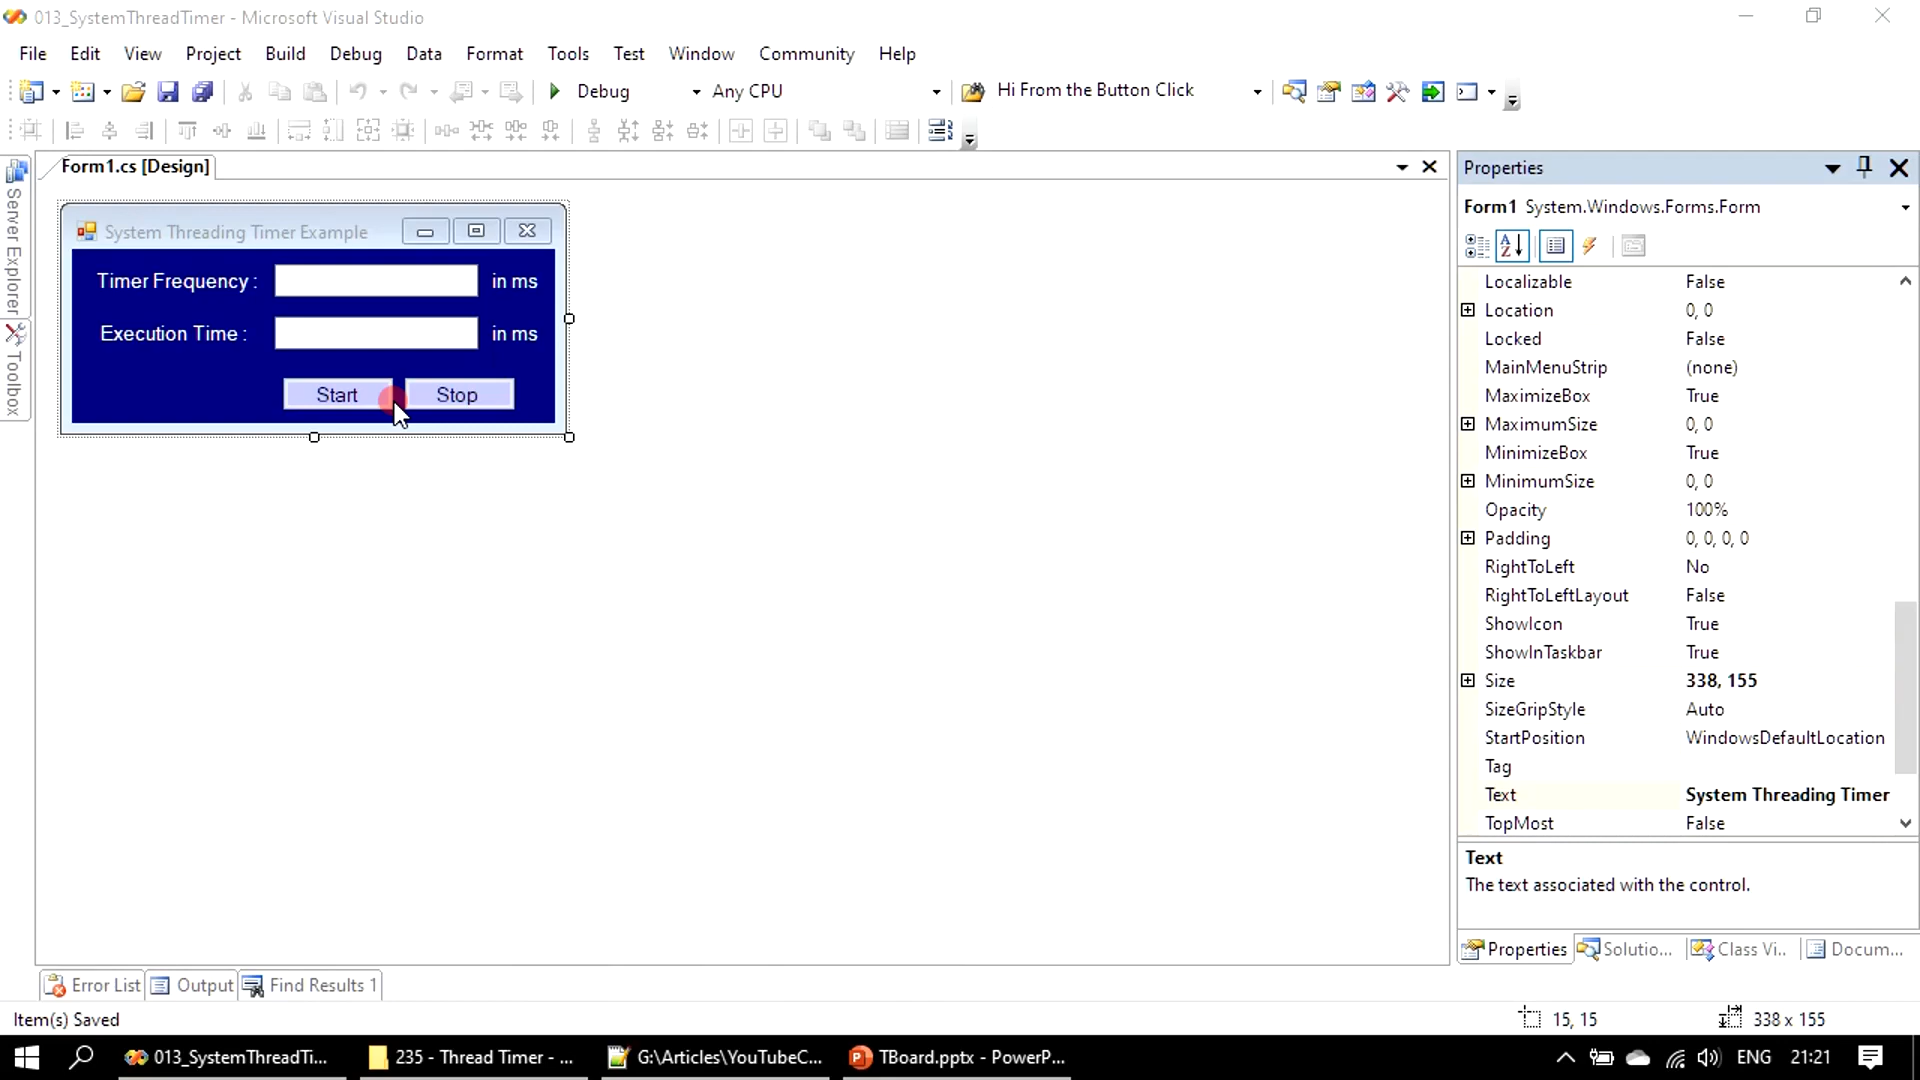 013_SystemThreadTimer - Microsoft Visual Studio
File Edit View Project Build Debug Data Format Tools Test Window Community Help
Debug Any CPU Hi From the Button Click
Form1.cs [Design]
Server Explorer
Toolbox
System Threading Timer Example
Timer Frequency : in ms
Execution Time : in ms
Start Stop
Properties
Form1 System.Windows.Forms.Form
Localizable False
Location 0, 0
Locked False
MainMenuStrip (none)
MaximizeBox True
MaximumSize 0, 0
MinimizeBox True
MinimumSize 0, 0
Opacity 100%
Padding 0, 0, 0, 0
RightToLeft No
RightToLeftLayout False
ShowIcon True
ShowInTaskbar True
Size 338, 155
SizeGripStyle Auto
StartPosition WindowsDefaultLocation
Tag
Text System Threading Timer
TopMost False
Text
The text associated with the control.
Properties Solutio... Class Vi... Docum...
Error List Output Find Results 1
Item(s) Saved 15, 15 338 x 155
013_SystemThreadTi... 235 - Thread Timer - ... G:\Articles\YouTubeC... TBoard.pptx - PowerP... ENG 21:21